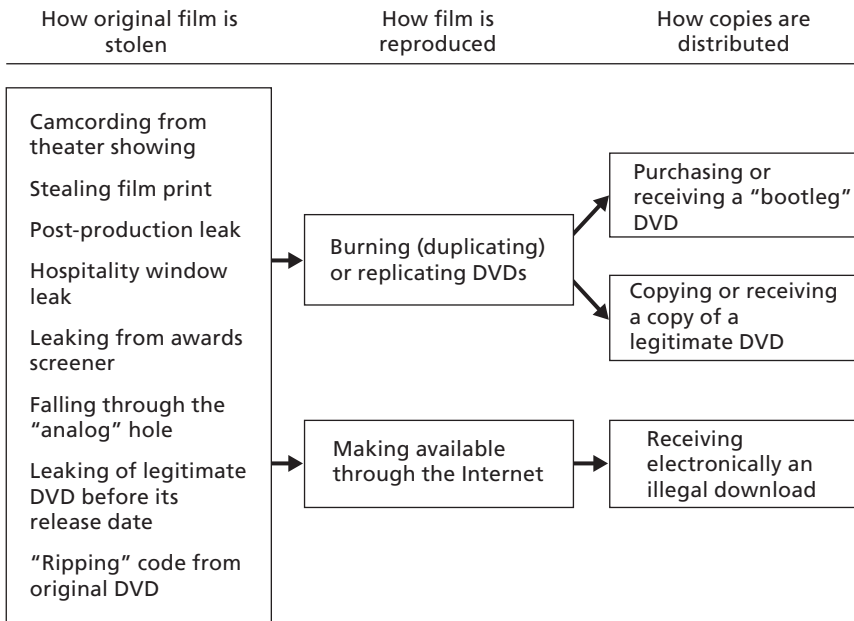 How original film is
stolen
How film is
reproduced
How copies are
distributed
Camcording from
theater showing
Stealing film print
Post-production leak
Hospitality window
leak
Leaking from awards
screener
Falling through the
“analog” hole
Leaking of legitimate
DVD before its
release date
“Ripping” code from
original DVD
Burning (duplicating)
or replicating DVDs
Making available
through the Internet
Purchasing or
receiving a “bootleg”
DVD
Copying or receiving
a copy of a
legitimate DVD
Receiving
electronically an
illegal download